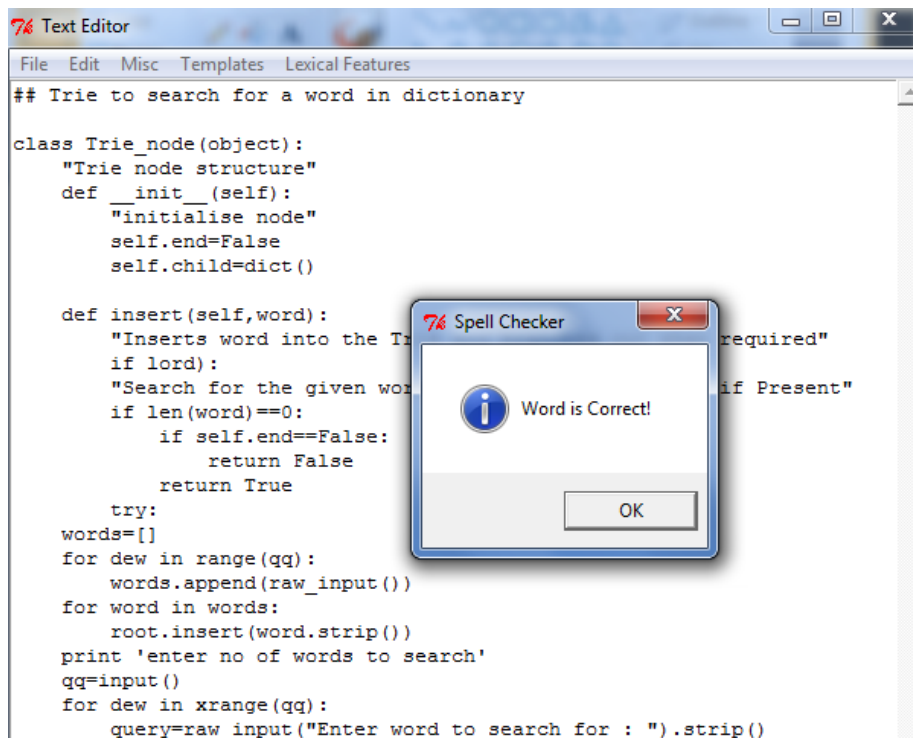 Text Editor
File Edit Misc Templates Lexical Features
## Trie to search for a word in dictionary
class Trie_node(object):
"Trie node structure"
def __init__(self):
"initialise node"
self.end=False
self.child=dict()
def insert(self,word):
"Inserts word into the required"
if lord):
"Search for the given if Present"
if len(word)==0:
if self.end==False:
return False
return True
try:
words=[]
for dew in range(qq):
words.append(raw_input())
for word in words:
root.insert(word.strip())
print 'enter no of words to search'
qq=input()
for dew in xrange(qq):
query=raw_input("Enter word to search for : ").strip()
Spell Checker
Word is Correct!
OK